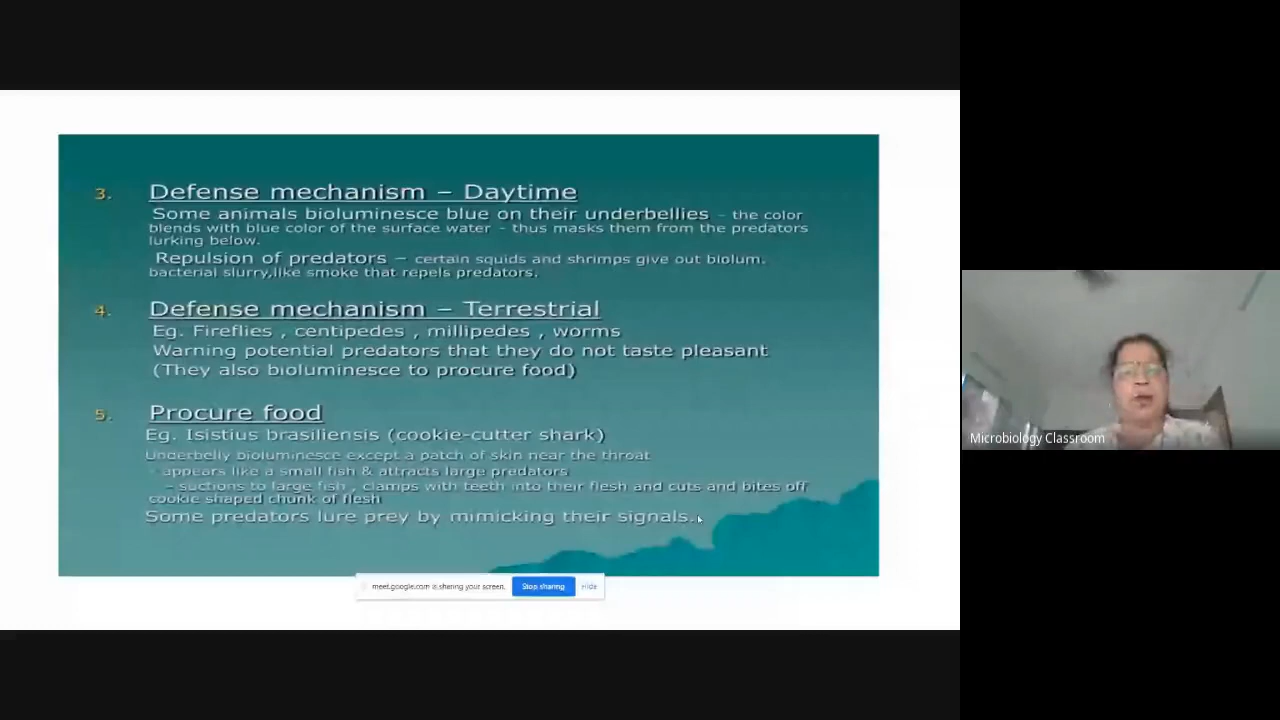 3. Defense mechanism – Daytime
Some animals bioluminesce blue on their underbellies – the color
blends with blue color of the surface water – thus masks them from the predators
lurking below.
Repulsion of predators – certain squids and shrimps give out biolum.
bacterial slurry,like smoke that repels predators.
4. Defense mechanism – Terrestrial
Eg. Fireflies , centipedes , millipedes , worms
Warning potential predators that they do not taste pleasant
(They also bioluminesce to procure food)
5. Procure food
Eg. Isistius brasiliensis (cookie-cutter shark)
Underbelly bioluminesce except a patch of skin near the throat
- appears like a small fish & attracts large predators
– suctions to large fish , clamps with teeth into their flesh and cuts and bites off
cookie shaped chunk of flesh
Some predators lure prey by mimicking their signals.
meet.google.com is sharing your screen. Stop sharing Hide
Microbiology Classroom